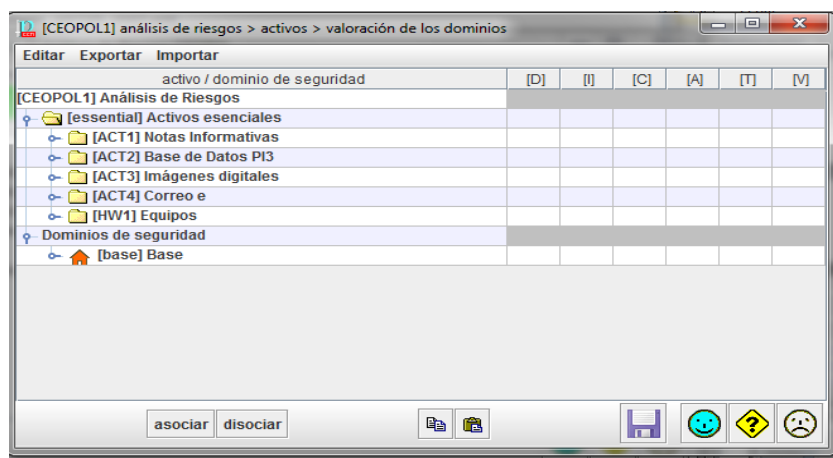 [CEOPOL1] análisis de riesgos > activos > valoración de los dominios
Editar Exportar Importar
activo / dominio de seguridad [D] [I] [C] [A] [T] [V]
[CEOPOL1] Análisis de Riesgos
[essential] Activos esenciales
[ACT1] Notas Informativas
[ACT2] Base de Datos PI3
[ACT3] Imágenes digitales
[ACT4] Correo e
[HW1] Equipos
Dominios de seguridad
[base] Base
asociar disociar